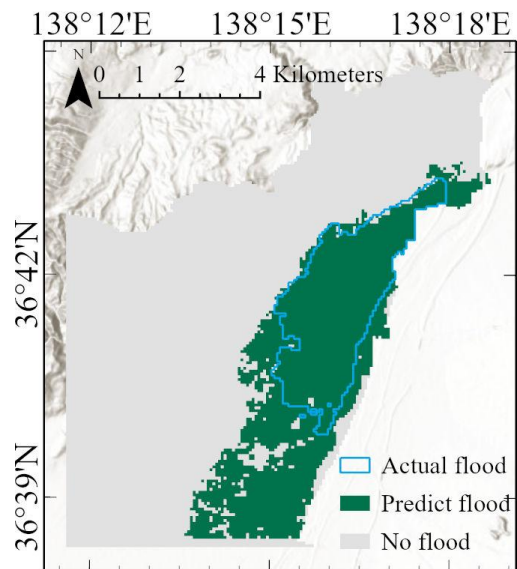 138°12'E 138°15'E 138°18'E
N
0 1 2 4 Kilometers
36°42'N
36°39'N
Actual flood
Predict flood
No flood